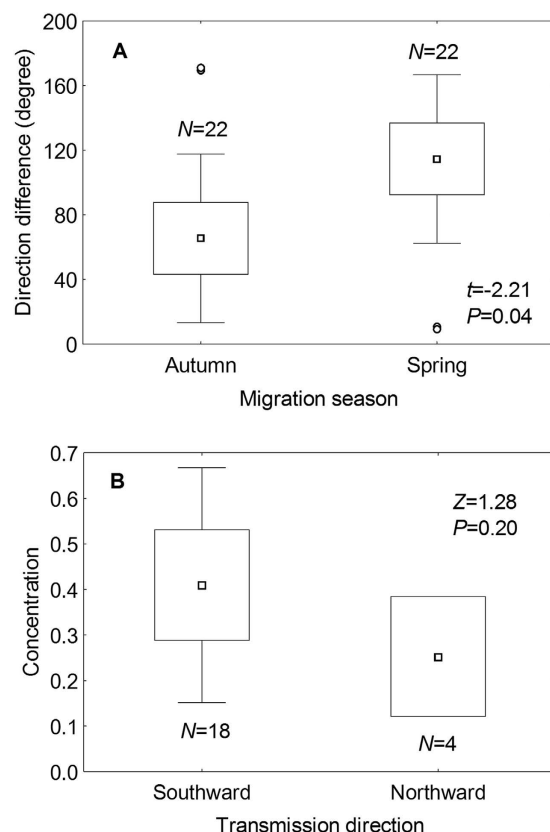 200
A
N=22
160
N=22
120
80
40
t=-2.21
P=0.04
0
Direction difference (degree)
Autumn Spring
Migration season
0.7
B
Z=1.28
P=0.20
0.6
0.5
0.4
0.3
0.2
0.1
0.0
Concentration
N=18
N=4
Southward Northward
Transmission direction